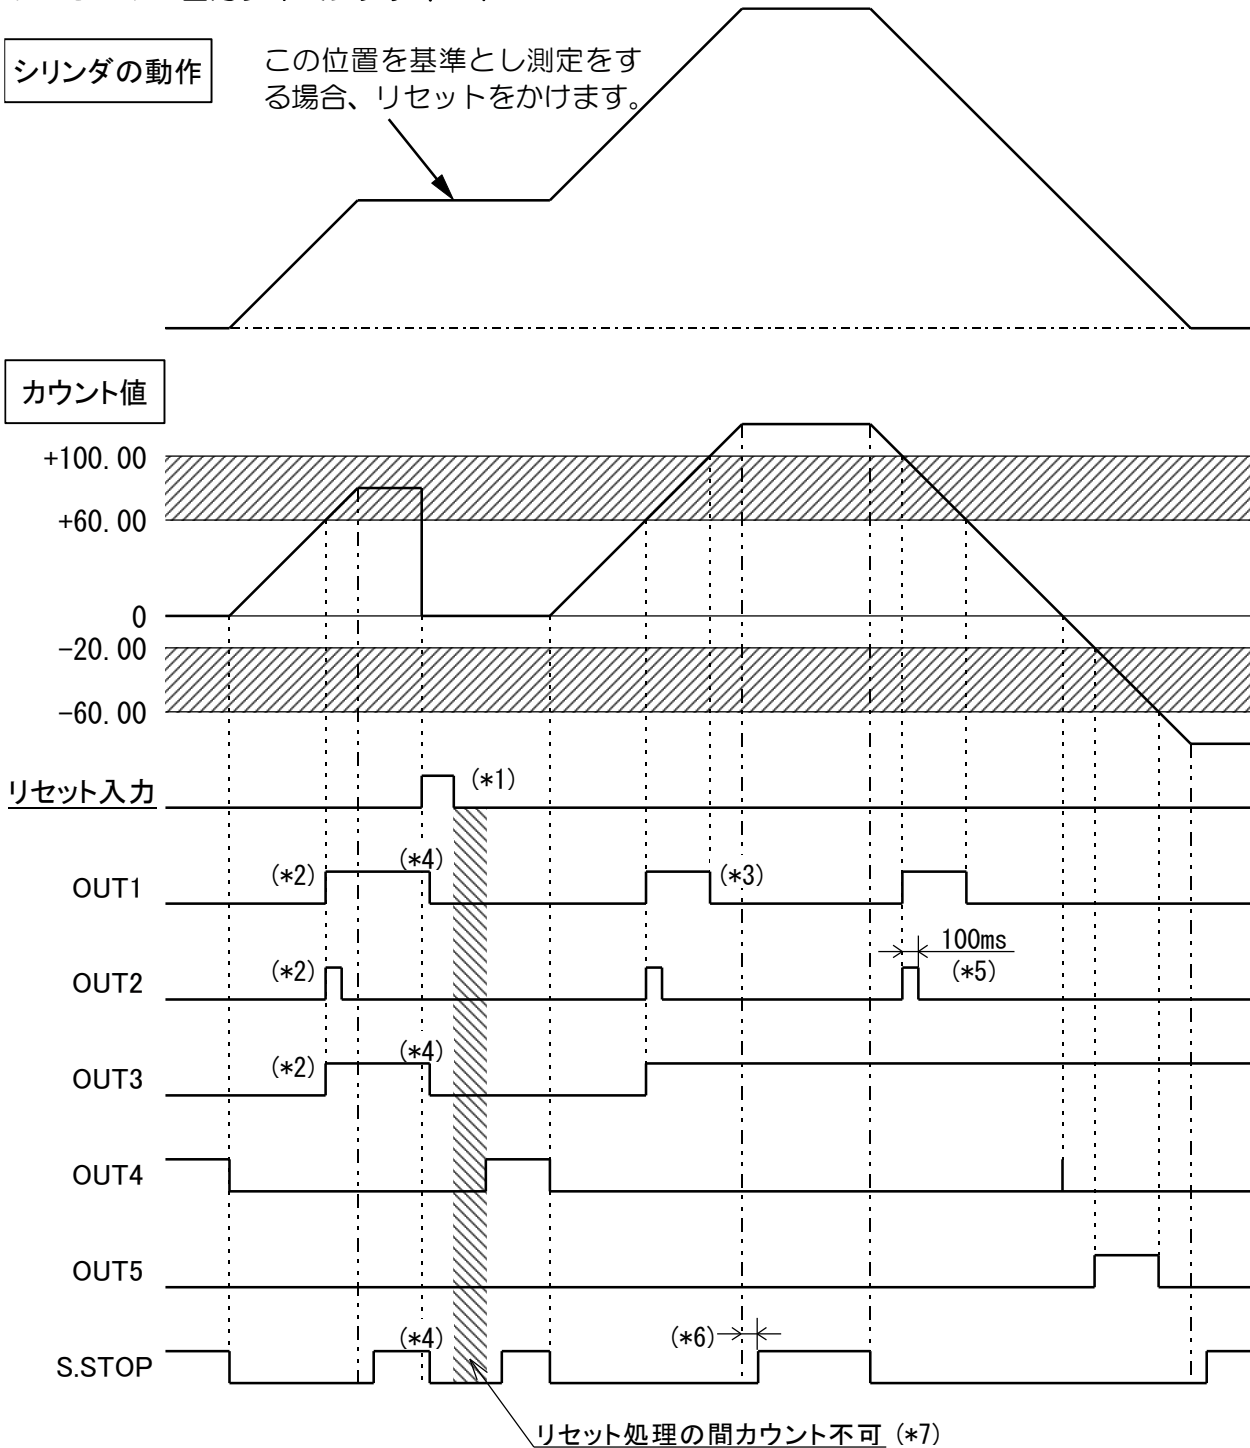 シリンダの動作
この位置を基準とし測定をす
る場合、リセットをかけます。
カウント値
+100.00
+60.00
0
-20.00
-60.00
リセット入力
(*1)
OUT1
(*2)
(*4)
(*3)
OUT2
(*2)
100ms
(*5)
OUT3
(*2)
(*4)
OUT4
OUT5
S.STOP
(*4)
(*6)
リセット処理の間カウント不可 (*7)